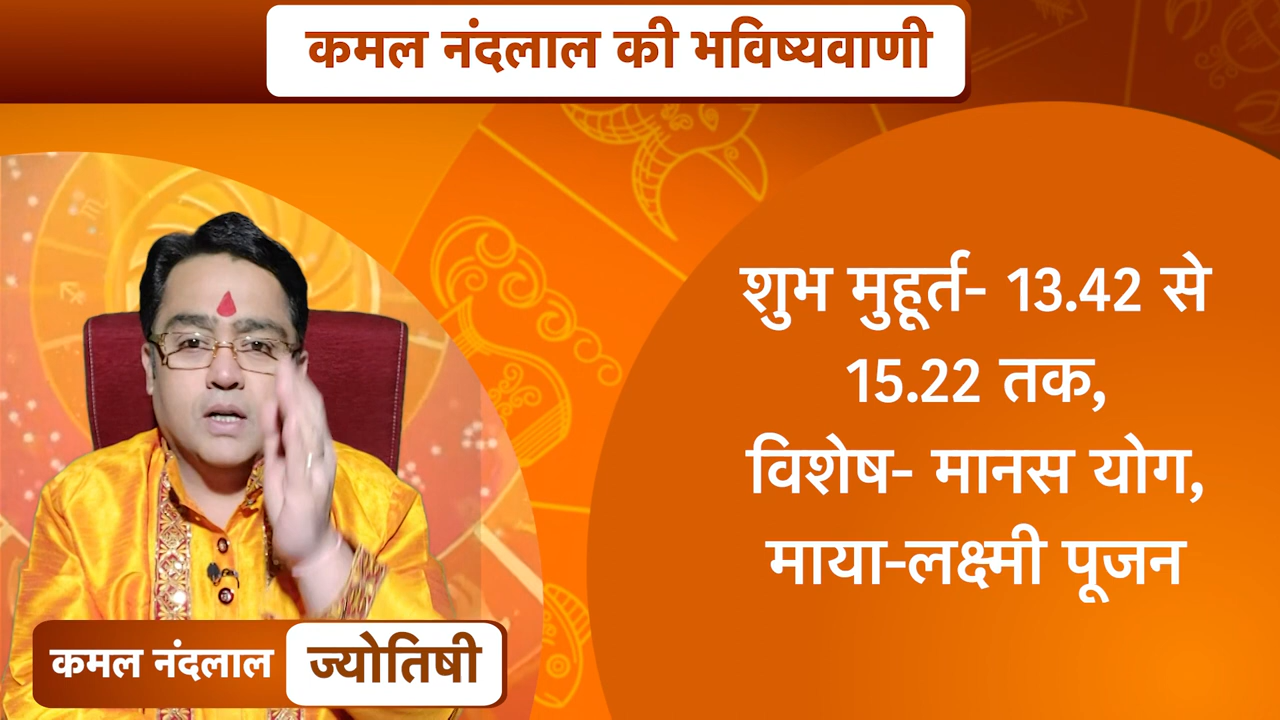 कमल नंदलाल की भविष्यवाणी
शुभ मुहूर्त- 13.42 से
15.22 तक,
विशेष- मानस योग,
माया-लक्ष्मी पूजन
कमल नंदलाल ज्योतिषी